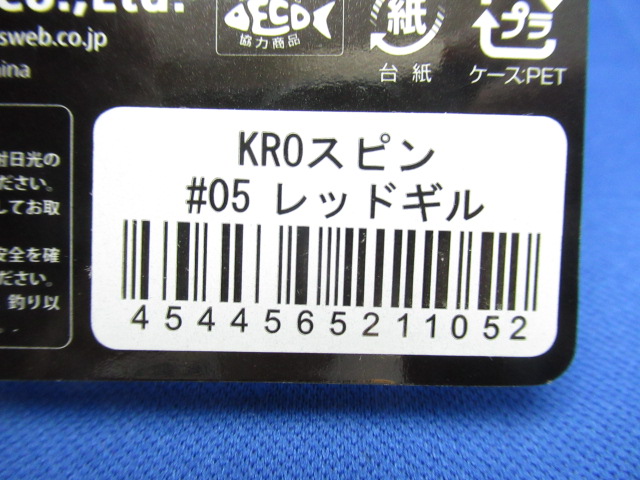 Co.,Ltd.
sweb.co.jp
ina
ECO
協力商品
紙
台紙
プラ
ケース:PET
射日光の
ださい。
してお取
安全を確
ださい。
釣り以
KROスピン
#05 レッドギル
4544565211052